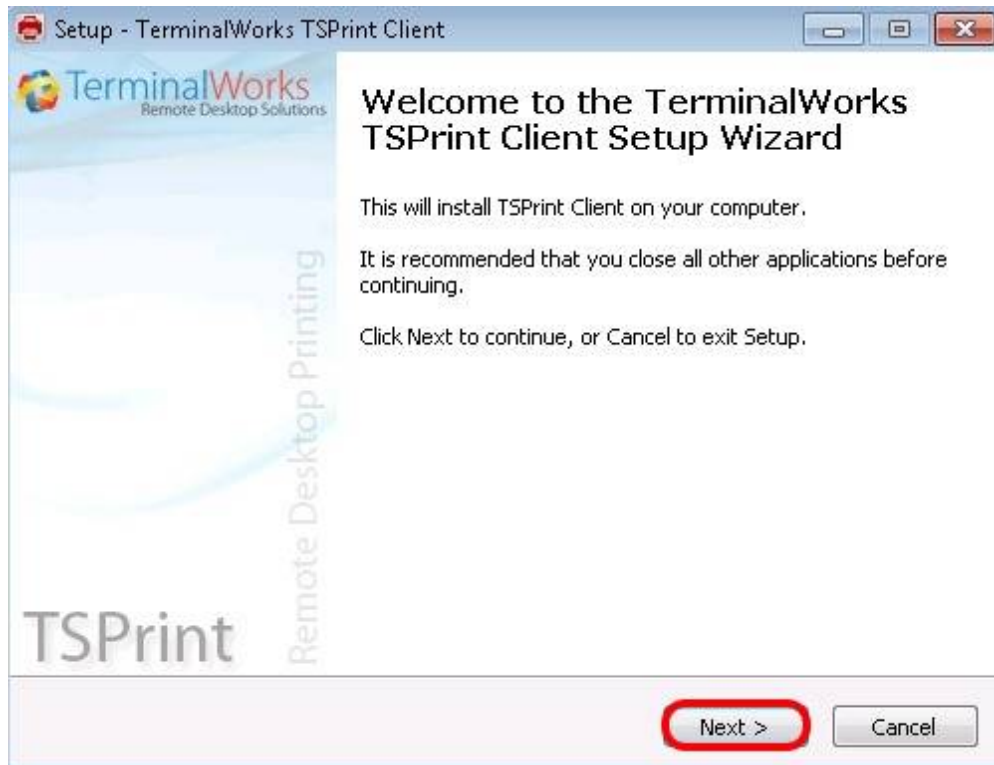 Setup - TerminalWorks TSPrint Client
TerminalWorks
Remote Desktop Solutions
Welcome to the TerminalWorks
TSPrint Client Setup Wizard
This will install TSPrint Client on your computer.
It is recommended that you close all other applications before
continuing.
Click Next to continue, or Cancel to exit Setup.
Remote Desktop Printing
TSPrint
Next >
Cancel